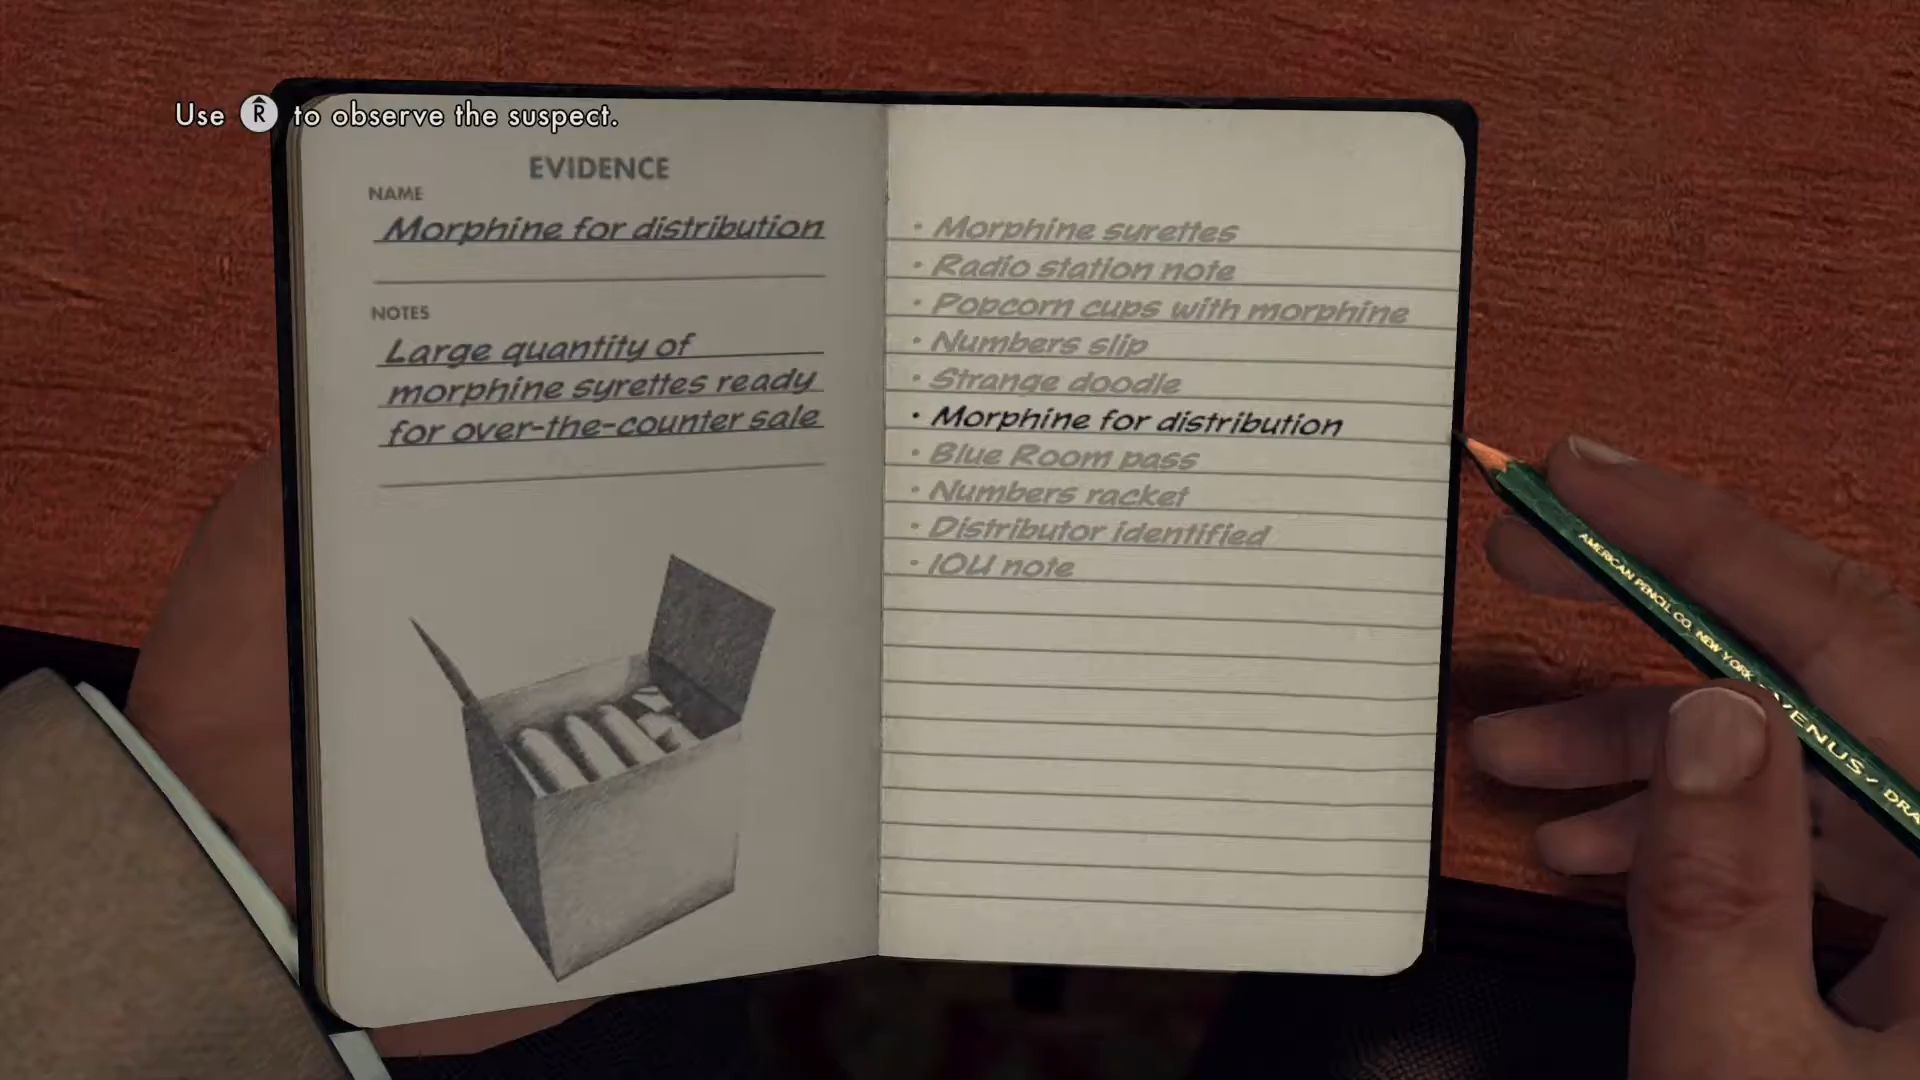 Use R to observe the suspect.
EVIDENCE
NAME
Morphine for distribution
NOTES
Large quantity of
morphine syrettes ready
for over-the-counter sale
• Morphine syrettes
• Radio station note
• Popcorn cups with morphine
• Numbers slip
• Strange doodle
• Morphine for distribution
• Blue Room pass
• Numbers racket
• Distributor identified
• IOU note
AMERICAN PENCIL CO. NEW YORK VENUS DRA